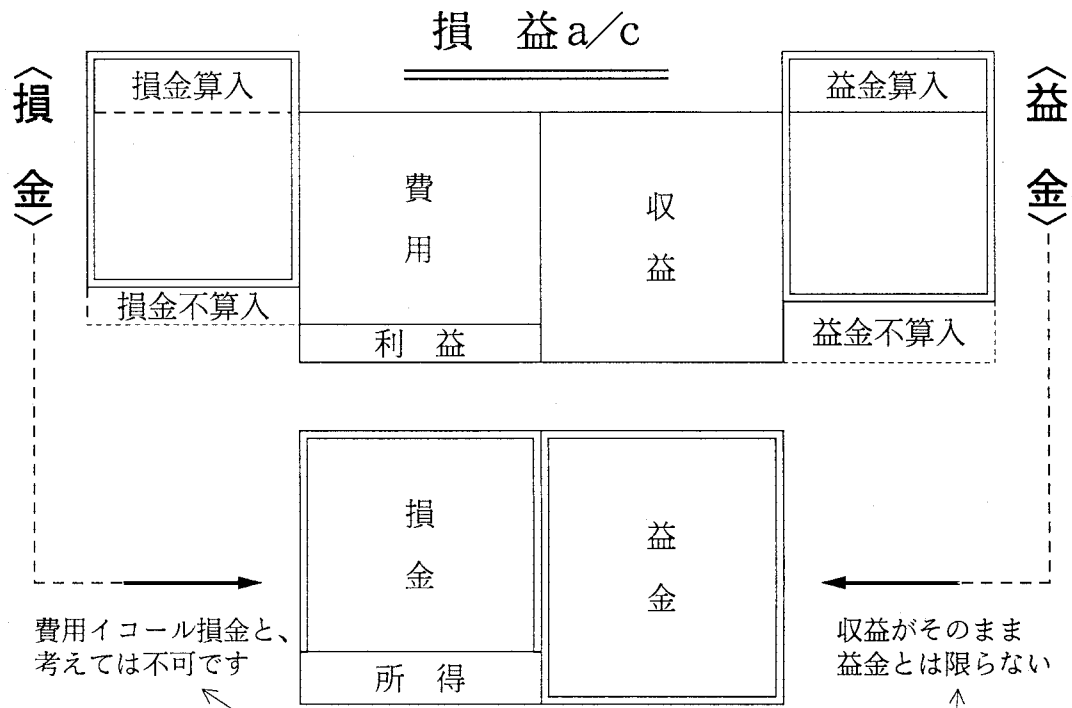 損 益a/c
〈損 金〉
損金算入
損金不算入
費用
利 益
収益
益金算入
益金不算入
〈益 金〉
損金
所 得
益金
費用イコール損金と、
考えては不可です
収益がそのまま
益金とは限らない